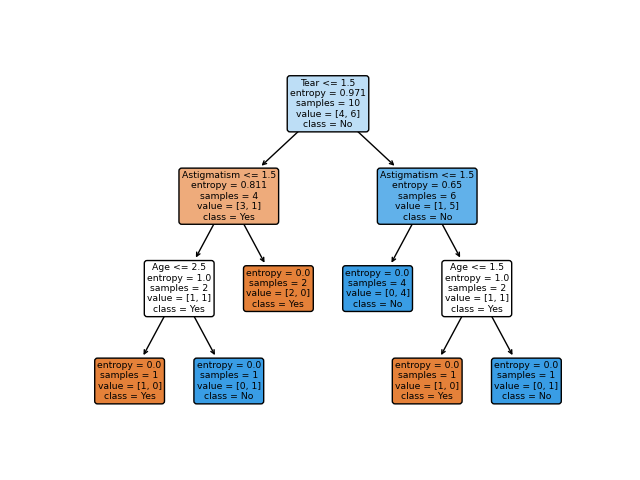 Tear <= 1.5
entropy = 0.971
samples = 10
value = [4, 6]
class = No
Astigmatism <= 1.5
entropy = 0.811
samples = 4
value = [3, 1]
class = Yes
Astigmatism <= 1.5
entropy = 0.65
samples = 6
value = [1, 5]
class = No
Age <= 2.5
entropy = 1.0
samples = 2
value = [1, 1]
class = Yes
entropy = 0.0
samples = 2
value = [2, 0]
class = Yes
entropy = 0.0
samples = 4
value = [0, 4]
class = No
Age <= 1.5
entropy = 1.0
samples = 2
value = [1, 1]
class = Yes
entropy = 0.0
samples = 1
value = [1, 0]
class = Yes
entropy = 0.0
samples = 1
value = [0, 1]
class = No
entropy = 0.0
samples = 1
value = [1, 0]
class = Yes
entropy = 0.0
samples = 1
value = [0, 1]
class = No